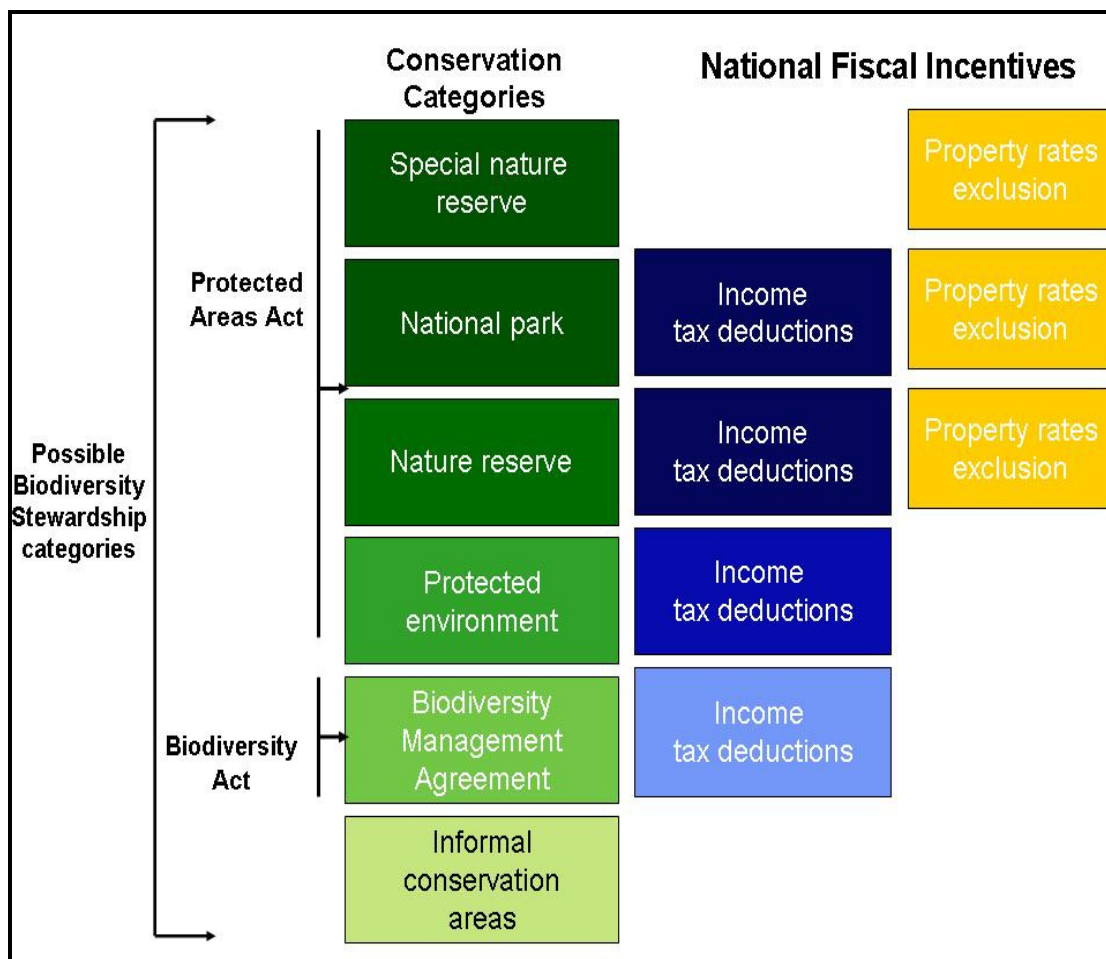 Conservation
Categories
National Fiscal Incentives
Special nature
reserve
Property rates
exclusion
Protected
Areas Act
National park
Income
tax deductions
Property rates
exclusion
Nature reserve
Income
tax deductions
Property rates
exclusion
Possible
Biodiversity
Stewardship
categories
Protected
environment
Income
tax deductions
Biodiversity
Act
Biodiversity
Management
Agreement
Income
tax deductions
Informal
conservation
areas